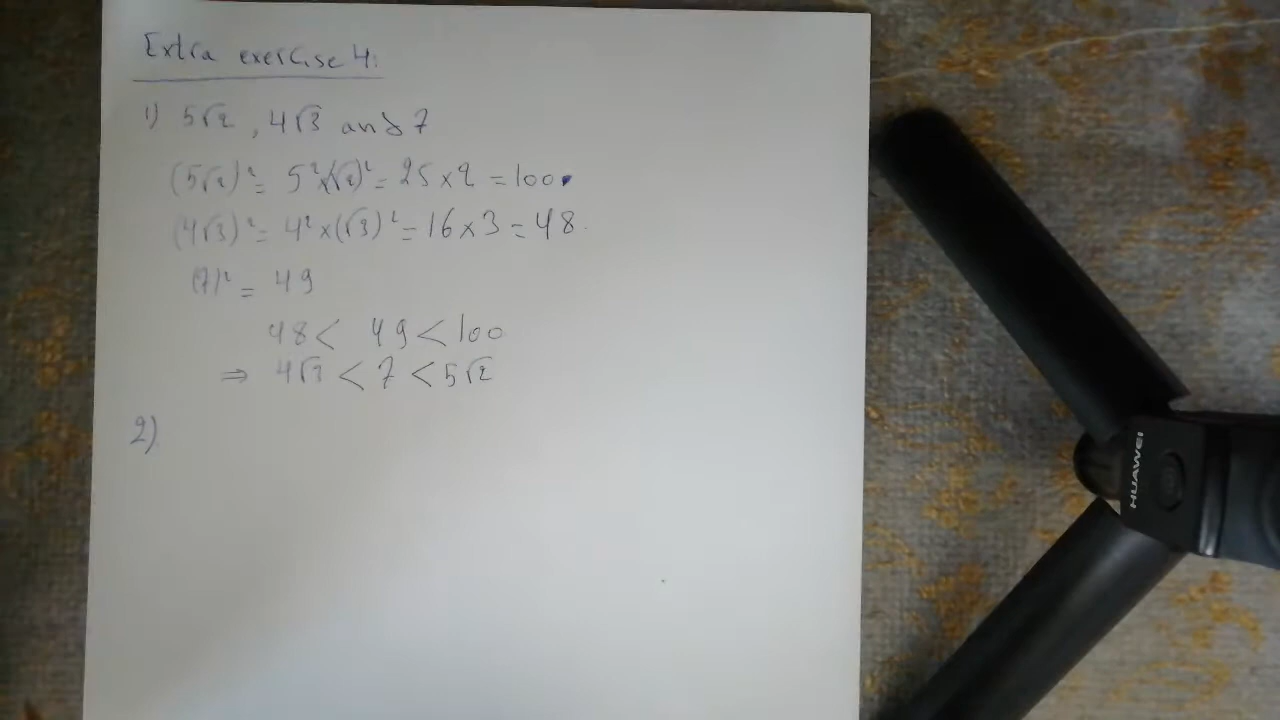 Extra exercise 4:
1) 5√2 , 4√3 and 7
(5√2)² = 5²×(√2)² = 25 × 2 = 100.
(4√3)² = 4² × (√3)² = 16 × 3 = 48
(7)² = 49
48 < 49 < 100
⇒ 4√3 < 7 < 5√2
2)
HUAWEI